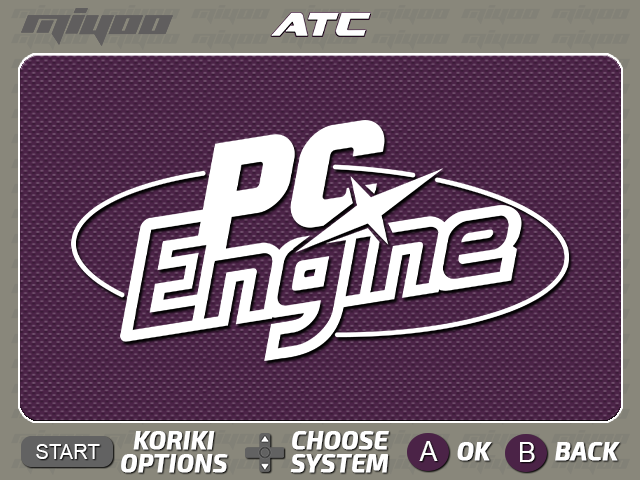 miyoo
ATC
PC
Engine
START
KORIKI
OPTIONS
CHOOSE
SYSTEM
A
OK
B
BACK